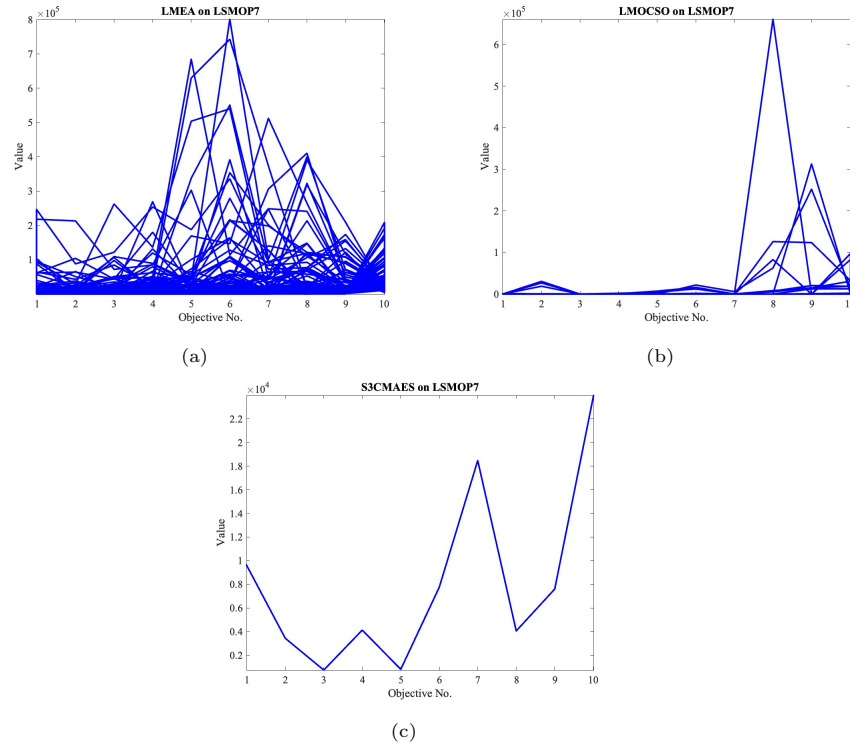 LMEA on LSMOP7
×10^5
8
7
6
5
4
3
2
1
Value
1 2 3 4 5 6 7 8 9 10
Objective No.
(a)
LMOCSO on LSMOP7
×10^5
6
5
4
3
2
1
0
Value
1 2 3 4 5 6 7 8 9
Objective No.
(b)
S3CMAES on LSMOP7
×10^4
2.2
2
1.8
1.6
1.4
1.2
1
0.8
0.6
0.4
0.2
Value
1 2 3 4 5 6 7 8 9 10
Objective No.
(c)